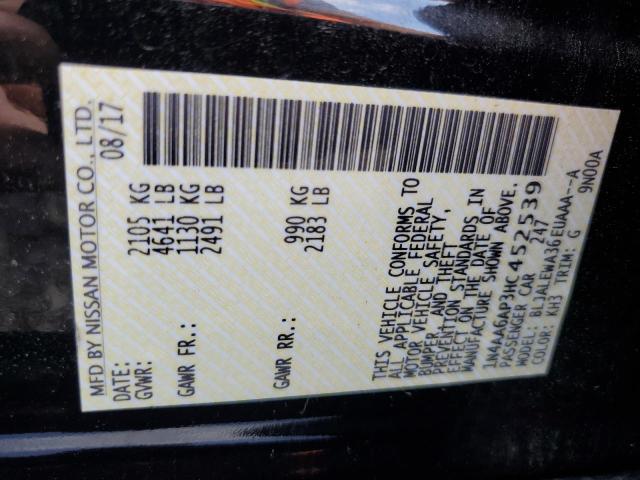 MFD BY NISSAN MOTOR CO., LTD.
DATE: 08/17
GVWR: 2105 KG
4641 LB
GAWR FR.: 1130 KG
2491 LB
GAWR RR.: 990 KG
2183 LB
THIS VEHICLE CONFORMS TO
ALL APPLICABLE FEDERAL
MOTOR VEHICLE SAFETY,
BUMPER, AND THEFT
PREVENTION STANDARDS IN
EFFECT ON THE DATE OF
MANUFACTURE SHOWN ABOVE.
1N4AA6AP3HC452539
PASSENGER CAR 247
MODEL: BLJALEWA36EUAAA--A
COLOR: KH3 TRIM: G 9N00A